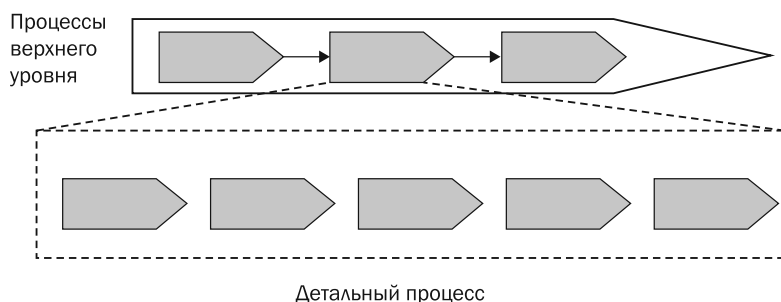 Процессы
верхнего
уровня
Детальный процесс